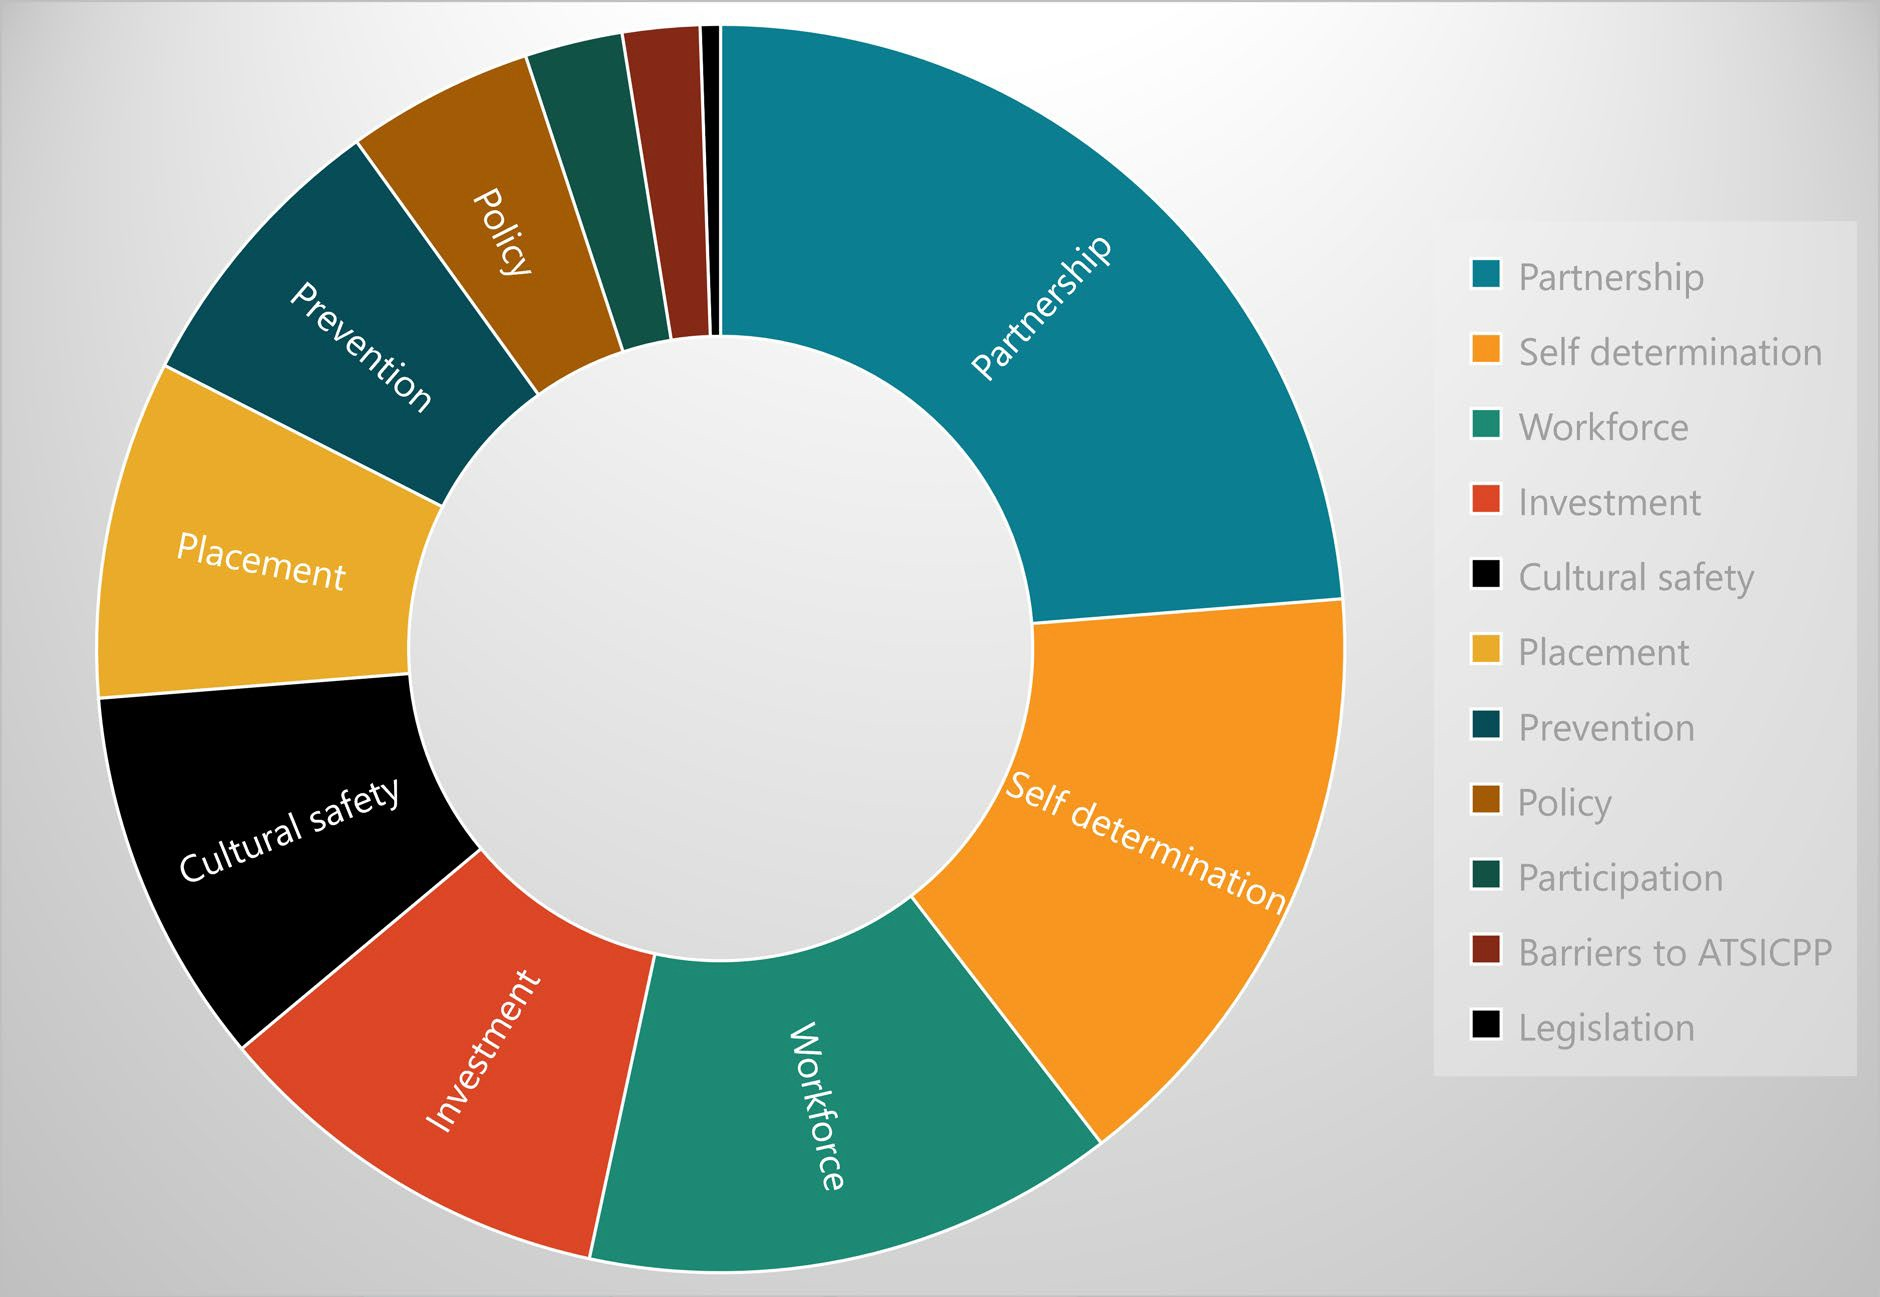 Partnership
Self determination
Workforce
Investment
Cultural safety
Placement
Prevention
Policy
Partnership
Self determination
Workforce
Investment
Cultural safety
Placement
Prevention
Policy
Participation
Barriers to ATSICPP
Legislation